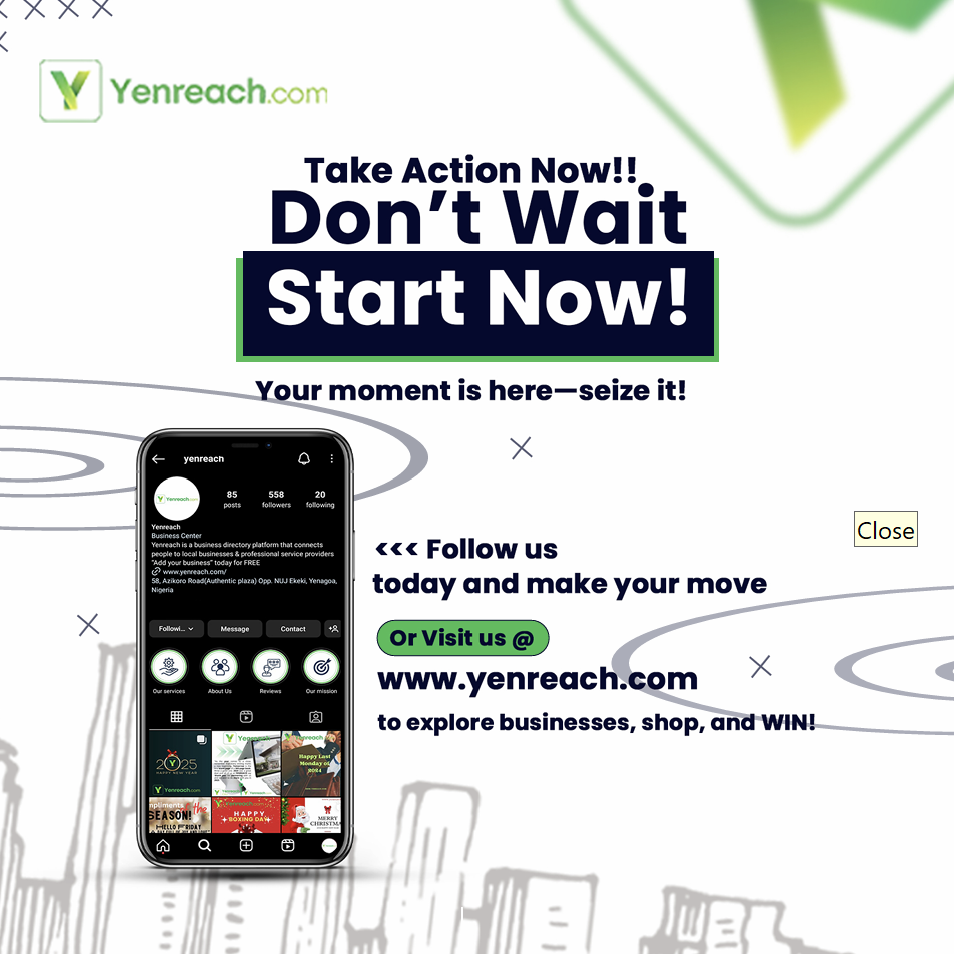 Yenreach.com
Take Action Now!!
Don't Wait
Start Now!
Your moment is here—seize it!
yenreach
85
558
20
posts
followers
following
Yenreach
Business Center
Yenreach is a business directory platform that connects
people to local businesses & professional service providers
"Add your business" today for FREE
www.yenreach.com/
58, Azikoro Road(Authentic plaza) Opp. NUJ Ekeki, Yenagoa,
Nigeria
Followi...
Message
Contact
Our services
About Us
Reviews
Our mission
2025
HAPPY NEW YEAR
Yenreach.com
Happy Last
Monday of
2024
mpliments
the
SEASON!
HELLO FRIDAY
Yenreach.com
HAPPY
BOXING DAY
MERRY
CHRISTMA
<<< Follow us
today and make your move
Or Visit us @
www.yenreach.com
to explore businesses, shop, and WIN!
Close